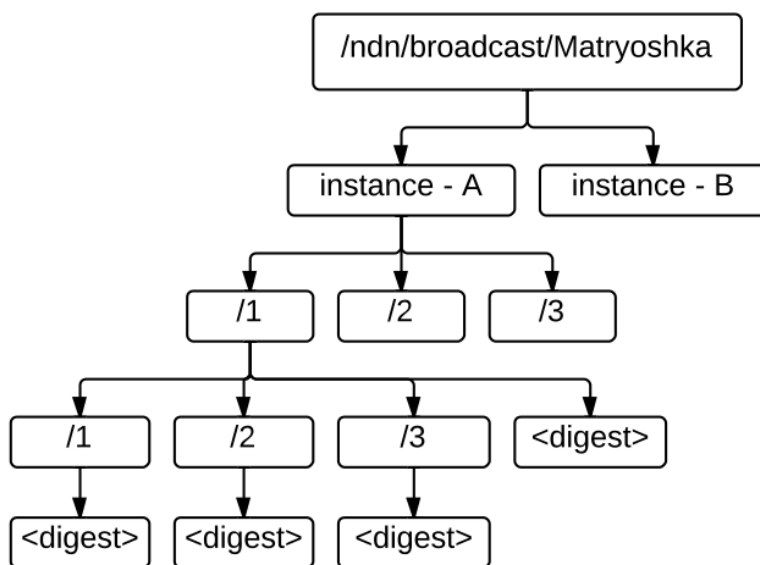 /ndn/broadcast/Matryoshka
instance - A
instance - B
/1
/2
/3
/1
/2
/3
<digest>
<digest>
<digest>
<digest>